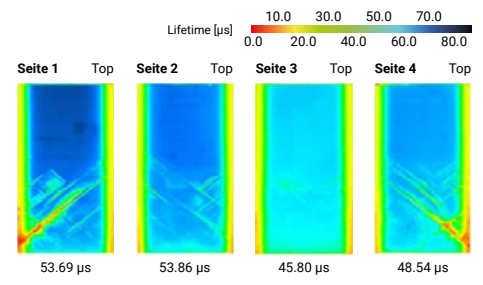 10.0 30.0 50.0 70.0
Lifetime [µs]
0.0 20.0 40.0 60.0 80.0
Seite 1 Top Seite 2 Top Seite 3 Top Seite 4 Top
53.69 µs 53.86 µs 45.80 µs 48.54 µs